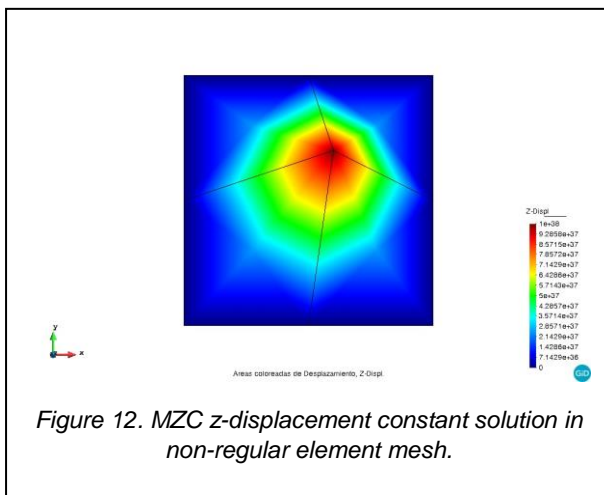 y
x
Z-Displ
1e+38
9.2858e+37
8.5715e+37
7.8572e+37
7.1429e+37
6.4286e+37
5.7143e+37
5e+37
4.2857e+37
3.5714e+37
2.8571e+37
2.1429e+37
1.4286e+37
7.1429e+36
0
GiD
Areas coloreadas de Desplazamiento, Z-Displ.
Figure 12. MZC z-displacement constant solution in
non-regular element mesh.